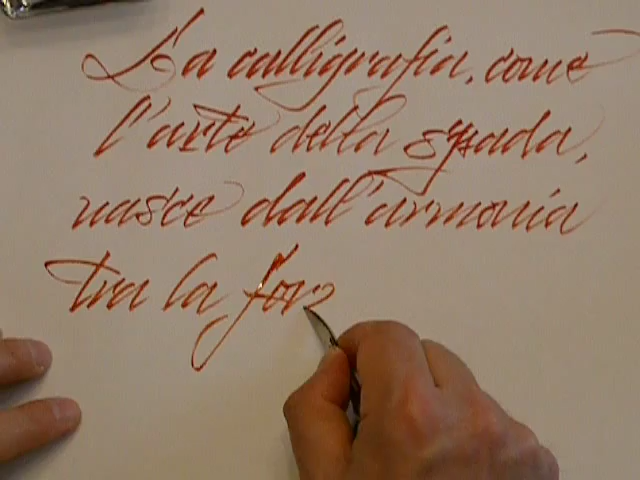 La calligrafia, come
l'arte della spada,
nasce dall'armonia
tra la forz